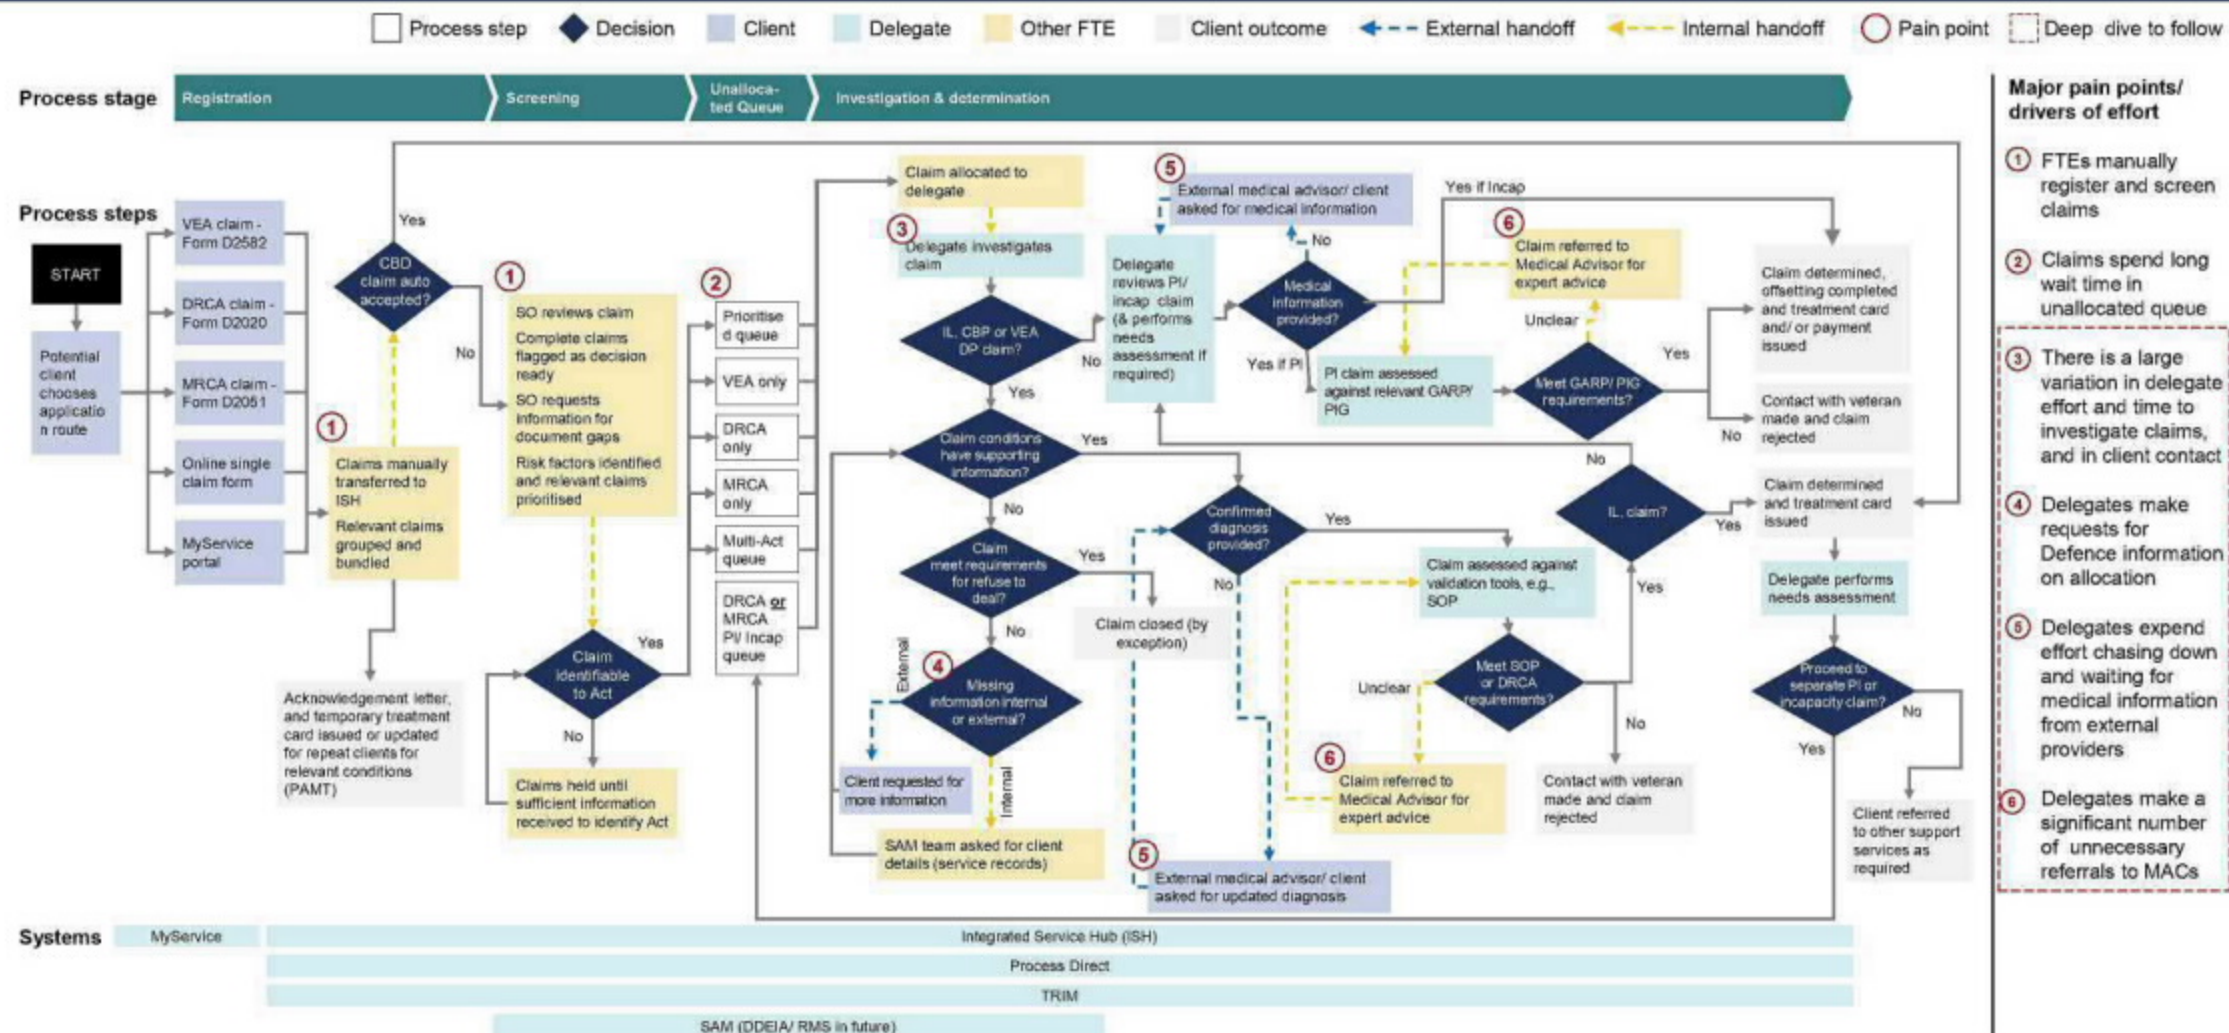 Process step
Decision
Client
Delegate
Other FTE
Client outcome
External handoff
Internal handoff
Pain point
Deep dive to follow
Process stage
Registration
Screening
Unalloca-
ted Queue
Investigation & determination
Process steps
START
Potential
client
chooses
applicatio
n route
VEA claim -
Form D2582
DRCA claim -
Form D2020
MRCA claim -
Form D2051
Online single
claim form
MyService
portal
1
Claims manually
transferred to
ISH
Relevant claims
grouped and
bundled
Acknowledgement letter,
and temporary treatment
card issued or updated
for repeat clients for
relevant conditions
(PAMT)
Yes
CBD
claim auto
accepted?
No
1
SO reviews claim
Complete claims
flagged as decision
ready
SO requests
information for
document gaps
Risk factors identified
and relevant claims
prioritised
Claim
identifiable
to Act
Yes
No
Claims held until
sufficient information
received to identify Act
2
Prioritise
d queue
VEA only
DRCA
only
MRCA
only
Multi-Act
queue
DRCA or
MRCA
PI/ Incap
queue
Claim allocated to
delegate
3
Delegate investigates
claim
IL, CBP or VEA
DP claim?
No
Yes
Claim conditions
have supporting
information?
Yes
No
Claim
meet requirements
for refuse to
deal?
Yes
No
Claim closed (by
exception)
4
Missing
information internal
or external?
External
Internal
Client requested for
more information
SAM team asked for client
details (service records)
5
External medical advisor/ client
asked for medical information
Delegate
reviews PI/
incap claim
(& performs
needs
assessment if
required)
No
Medical
information
provided?
Yes if Incap
Yes if PI
PI claim assessed
against relevant GARP/
PIG
6
Claim referred to
Medical Advisor for
expert advice
Unclear
Meet GARP/ PIG
requirements?
Yes
No
Claim determined,
offsetting completed
and treatment card
and/ or payment
issued
Contact with veteran
made and claim
rejected
Confirmed
diagnosis
provided?
Yes
No
5
External medical advisor/ client
asked for updated diagnosis
Claim assessed against
validation tools, e.g.,
SOP
Meet SOP
or DRCA
requirements?
Unclear
Yes
No
6
Claim referred to
Medical Advisor for
expert advice
Contact with veteran
made and claim
rejected
No
IL, claim?
Yes
Claim determined
and treatment card
issued
Delegate performs
needs assessment
Proceed to
separate PI or
incapacity claim?
No
Yes
Client referred
to other support
services as
required
Major pain points/
drivers of effort
1 FTEs manually
register and screen
claims
2 Claims spend long
wait time in
unallocated queue
3 There is a large
variation in delegate
effort and time to
investigate claims,
and in client contact
4 Delegates make
requests for
Defence information
on allocation
5 Delegates expend
effort chasing down
and waiting for
medical information
from external
providers
6 Delegates make a
significant number
of unnecessary
referrals to MACs
Systems
MyService
Integrated Service Hub (ISH)
Process Direct
TRIM
SAM (DDEIA/ RMS in future)